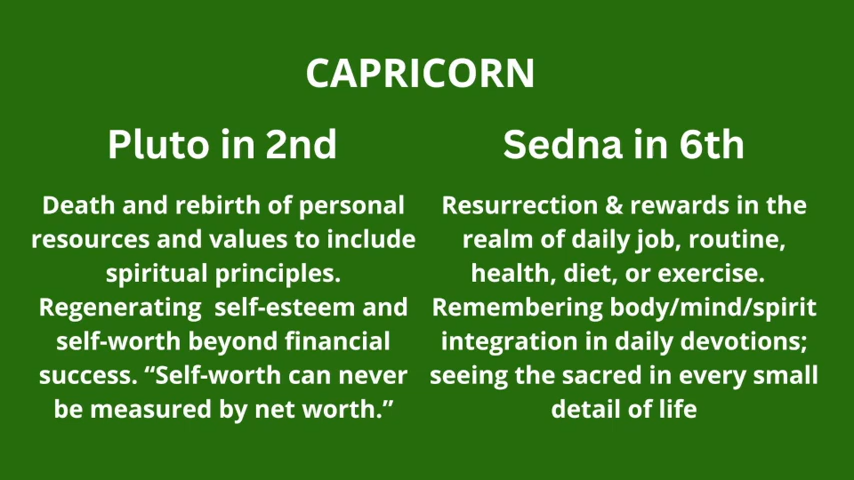 CAPRICORN
Pluto in 2nd
Death and rebirth of personal
resources and values to include
spiritual principles.
Regenerating  self-esteem and
self-worth beyond financial
success. “Self-worth can never
be measured by net worth.”
Sedna in 6th
Resurrection & rewards in the
realm of daily job, routine,
health, diet, or exercise.
Remembering body/mind/spirit
integration in daily devotions;
seeing the sacred in every small
detail of life